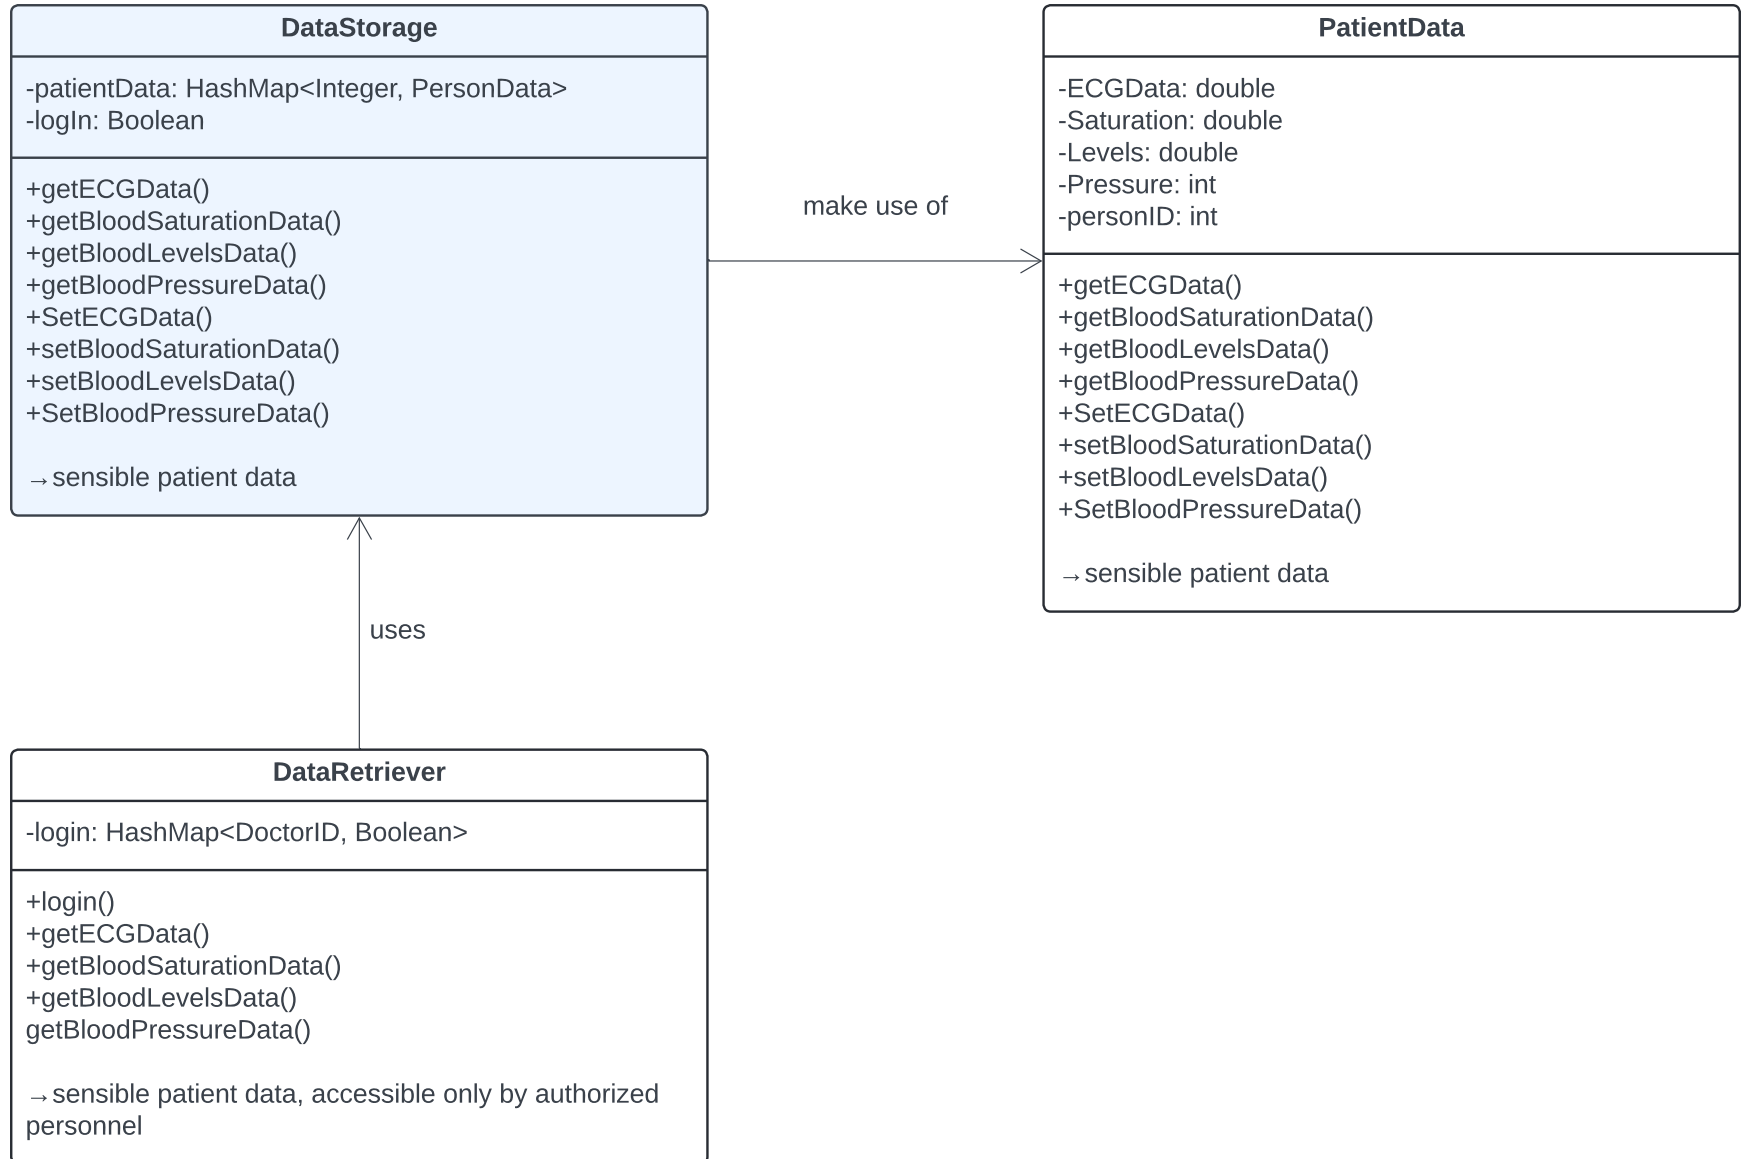 DataStorage
-patientData: HashMap<Integer, PersonData>
-logIn: Boolean
+getECGData()
+getBloodSaturationData()
+getBloodLevelsData()
+getBloodPressureData()
+SetECGData()
+setBloodSaturationData()
+setBloodLevelsData()
+SetBloodPressureData()
→sensible patient data
make use of
PatientData
-ECGData: double
-Saturation: double
-Levels: double
-Pressure: int
-personID: int
+getECGData()
+getBloodSaturationData()
+getBloodLevelsData()
+getBloodPressureData()
+SetECGData()
+setBloodSaturationData()
+setBloodLevelsData()
+SetBloodPressureData()
→sensible patient data
uses
DataRetriever
-login: HashMap<DoctorID, Boolean>
+login()
+getECGData()
+getBloodSaturationData()
+getBloodLevelsData()
getBloodPressureData()
→sensible patient data, accessible only by authorized
personnel